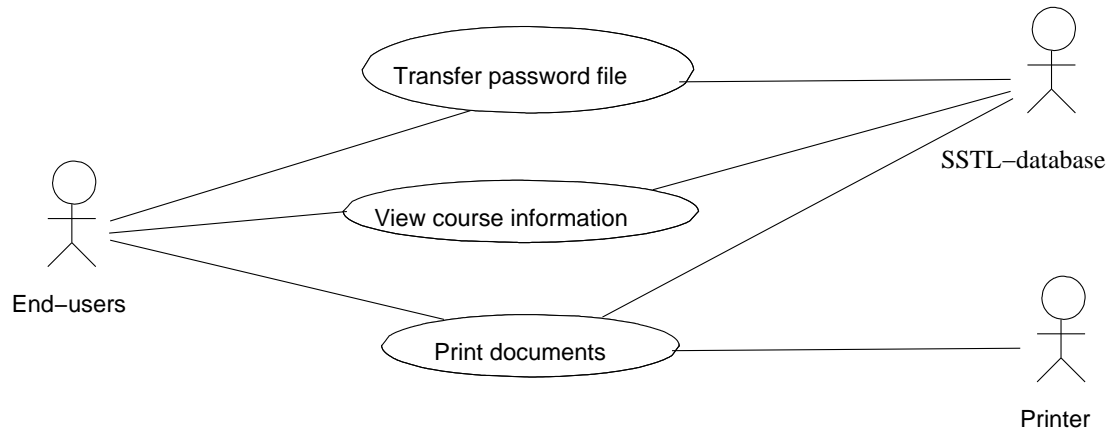 Transfer password file
SSTL−database
View course information
End−users
Print documents
Printer